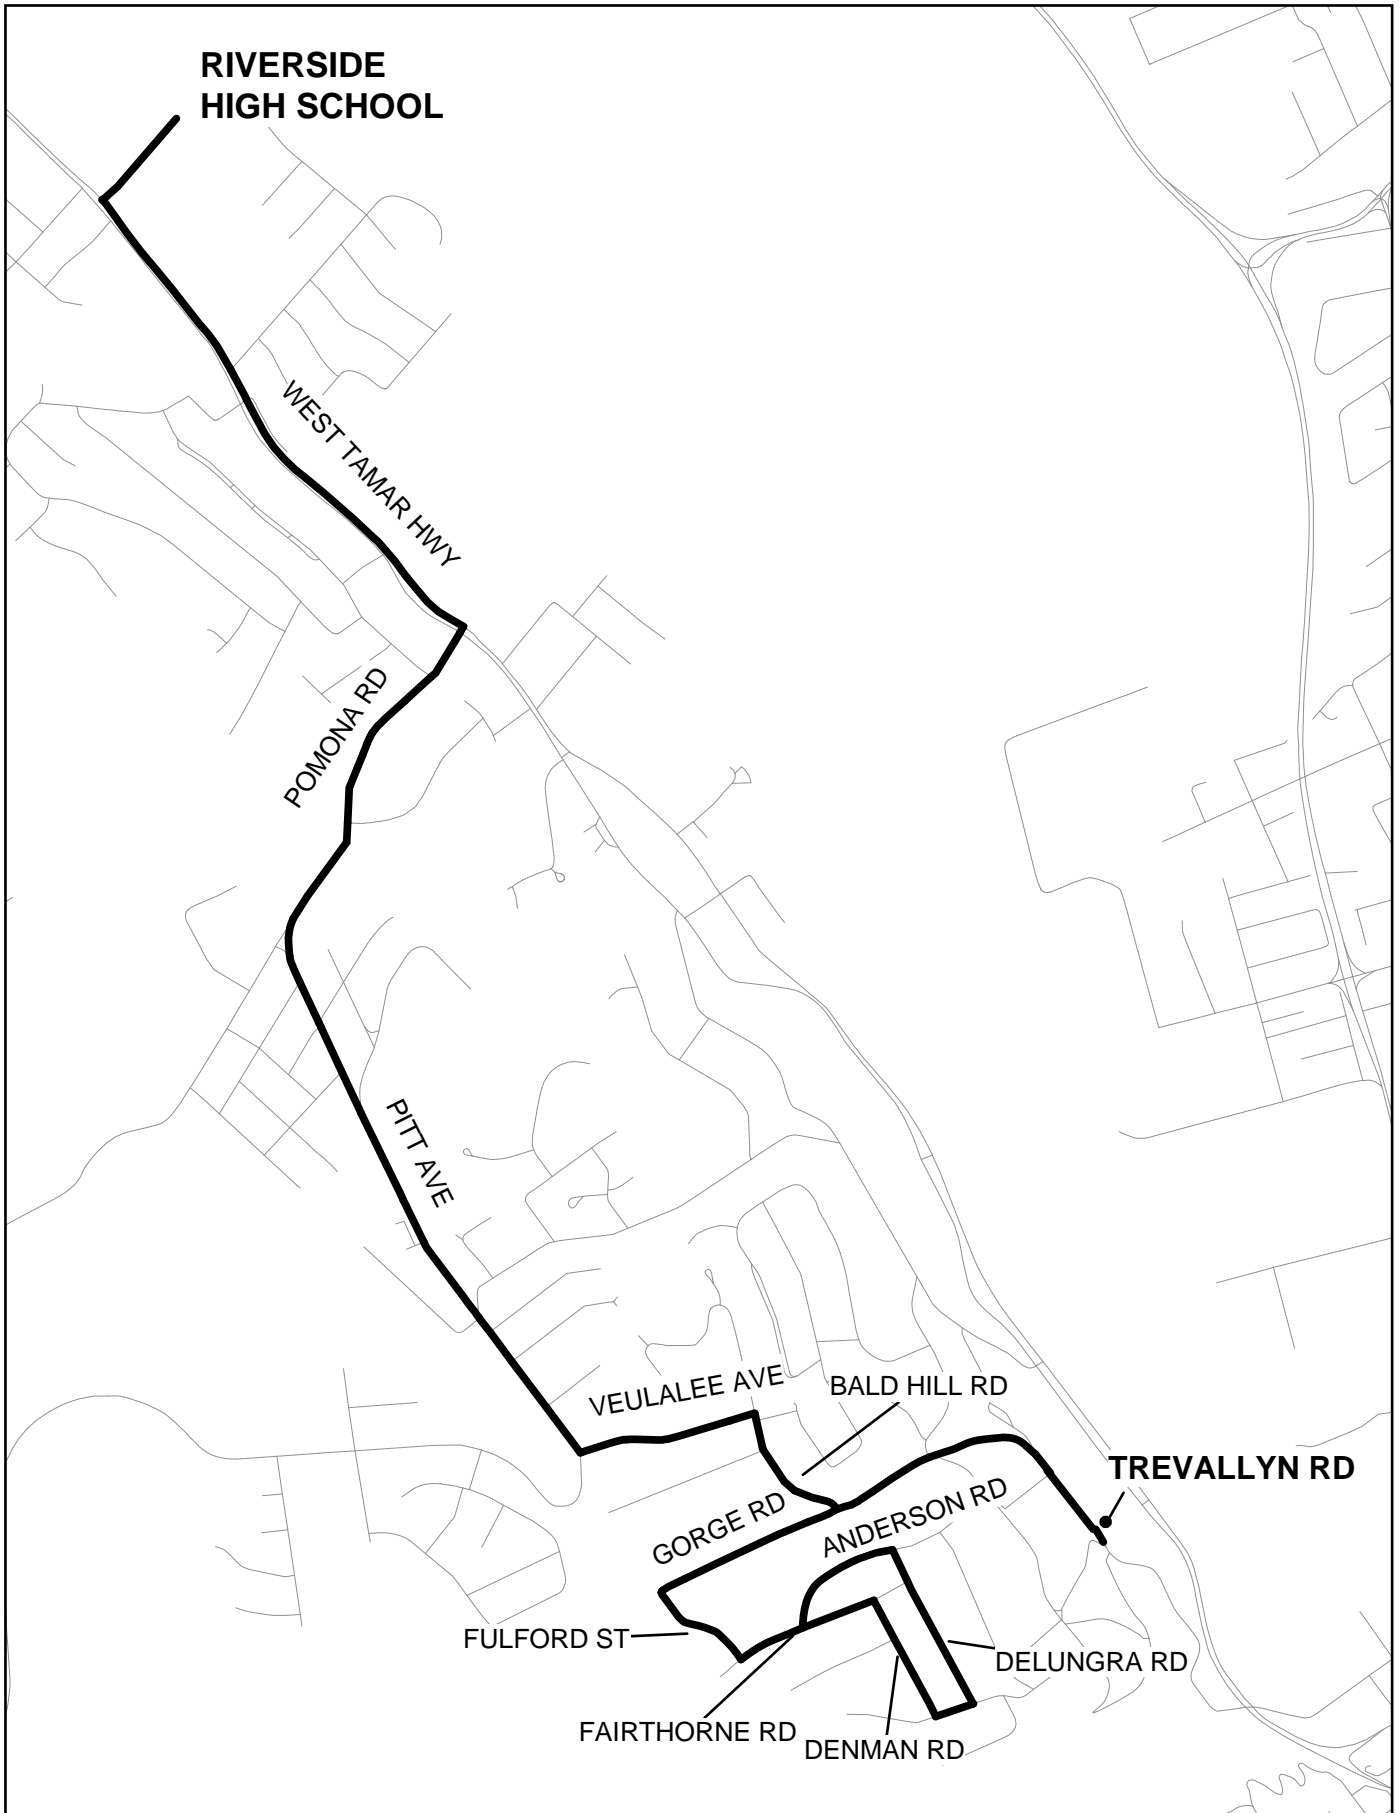 RIVERSIDE
HIGH SCHOOL
WEST TAMAR HWY
POMONA RD
PITT AVE
VEULALEE AVE
BALD HILL RD
TREVALLYN RD
GORGE RD
ANDERSON RD
FULFORD ST
DELUNGRA RD
FAIRTHORNE RD
DENMAN RD